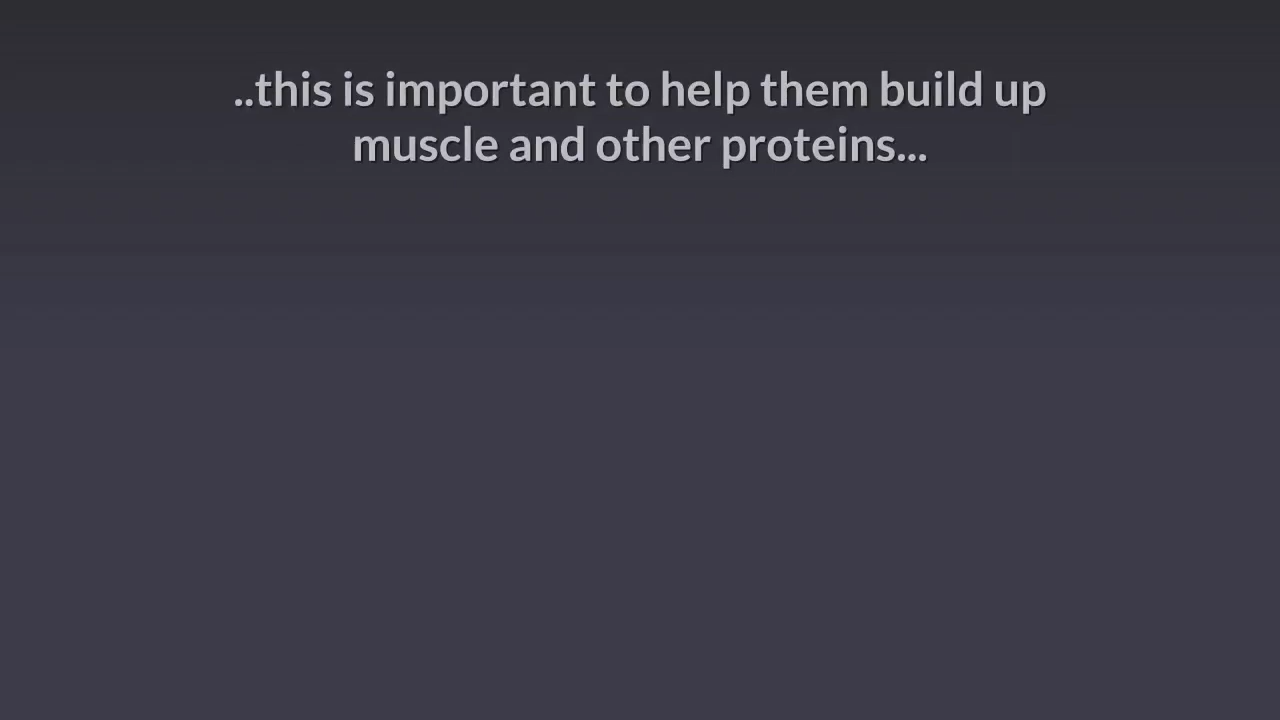 ..this is important to help them build up
muscle and other proteins...